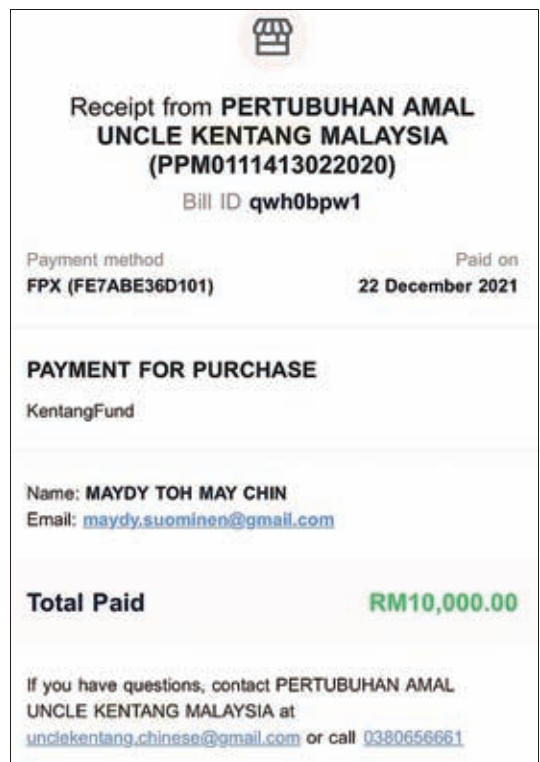 Receipt from PERTUBUHAN AMAL
UNCLE KENTANG MALAYSIA
(PPM0111413022020)
Bill ID qwh0bpw1
Payment method Paid on
FPX (FE7ABE36D101) 22 December 2021
PAYMENT FOR PURCHASE
KentangFund
Name: MAYDY TOH MAY CHIN
Email: maydy.suominen@gmail.com
Total Paid RM10,000.00
If you have questions, contact PERTUBUHAN AMAL
UNCLE KENTANG MALAYSIA at
unclekentang.chinese@gmail.com or call 0380656661